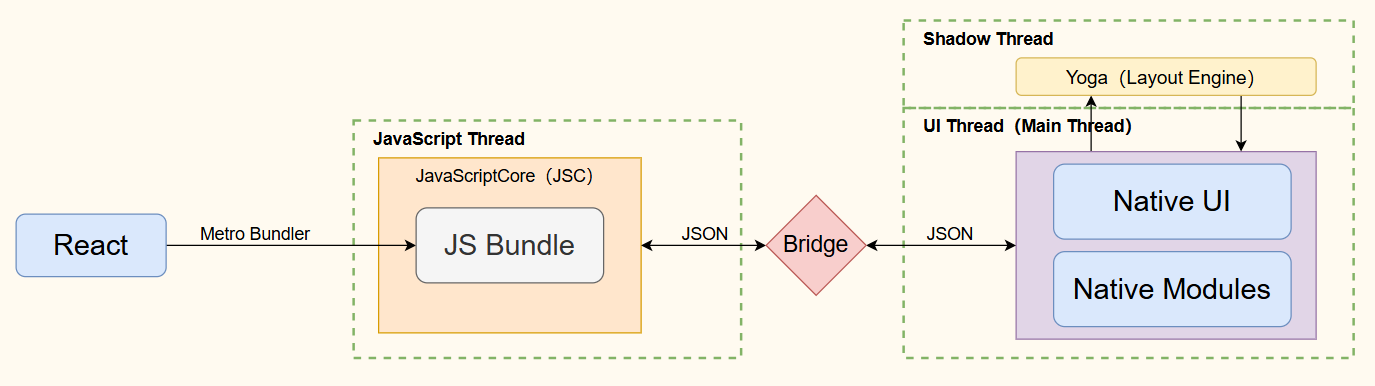 Shadow Thread
Yoga（Layout Engine）
UI Thread（Main Thread）
JavaScript Thread
JavaScriptCore（JSC）
React
Metro Bundler
JS Bundle
JSON
Bridge
JSON
Native UI
Native Modules